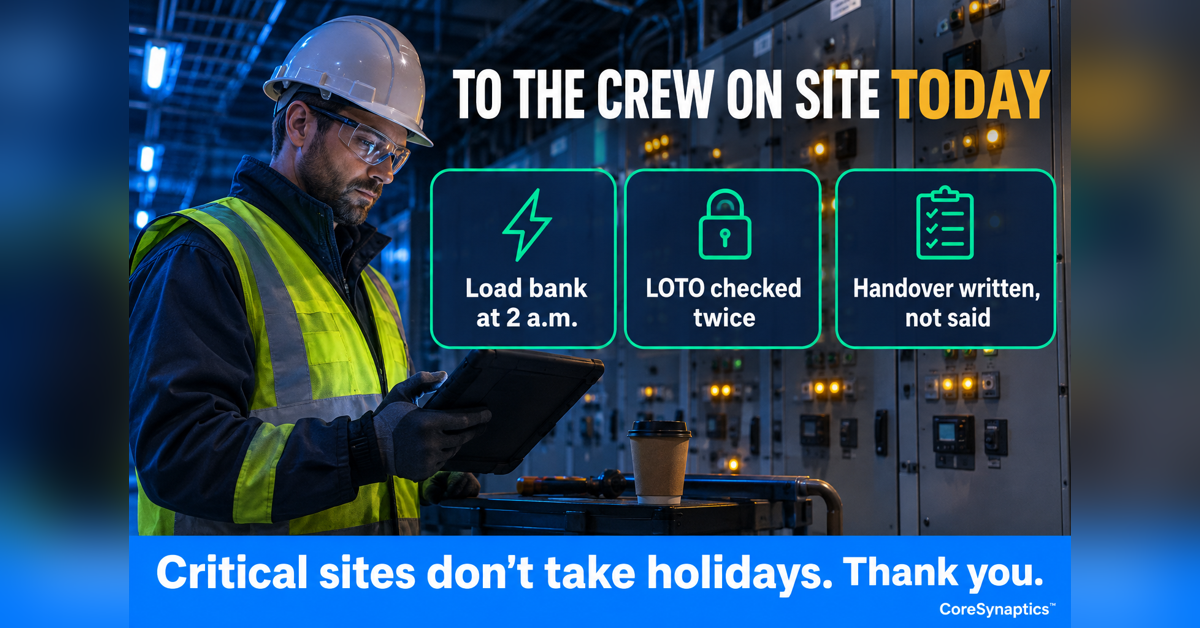 TO THE CREW ON SITE TODAY
Load bank
at 2 a.m.
LOTO checked
twice
Handover written,
not said
Critical sites don’t take holidays. Thank you.
CoreSynaptics™